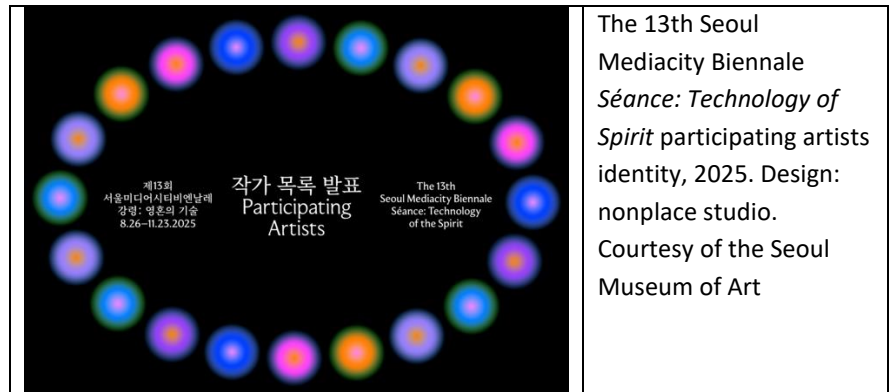 제13회
서울미디어시티비엔날레
강령: 영혼의 기술
8.26–11.23.2025
작가 목록 발표
Participating
Artists
The 13th
Seoul Mediacity Biennale
Séance: Technology
of the Spirit
The 13th Seoul
Mediacity Biennale
Séance: Technology of
Spirit participating artists
identity, 2025. Design:
nonplace studio.
Courtesy of the Seoul
Museum of Art